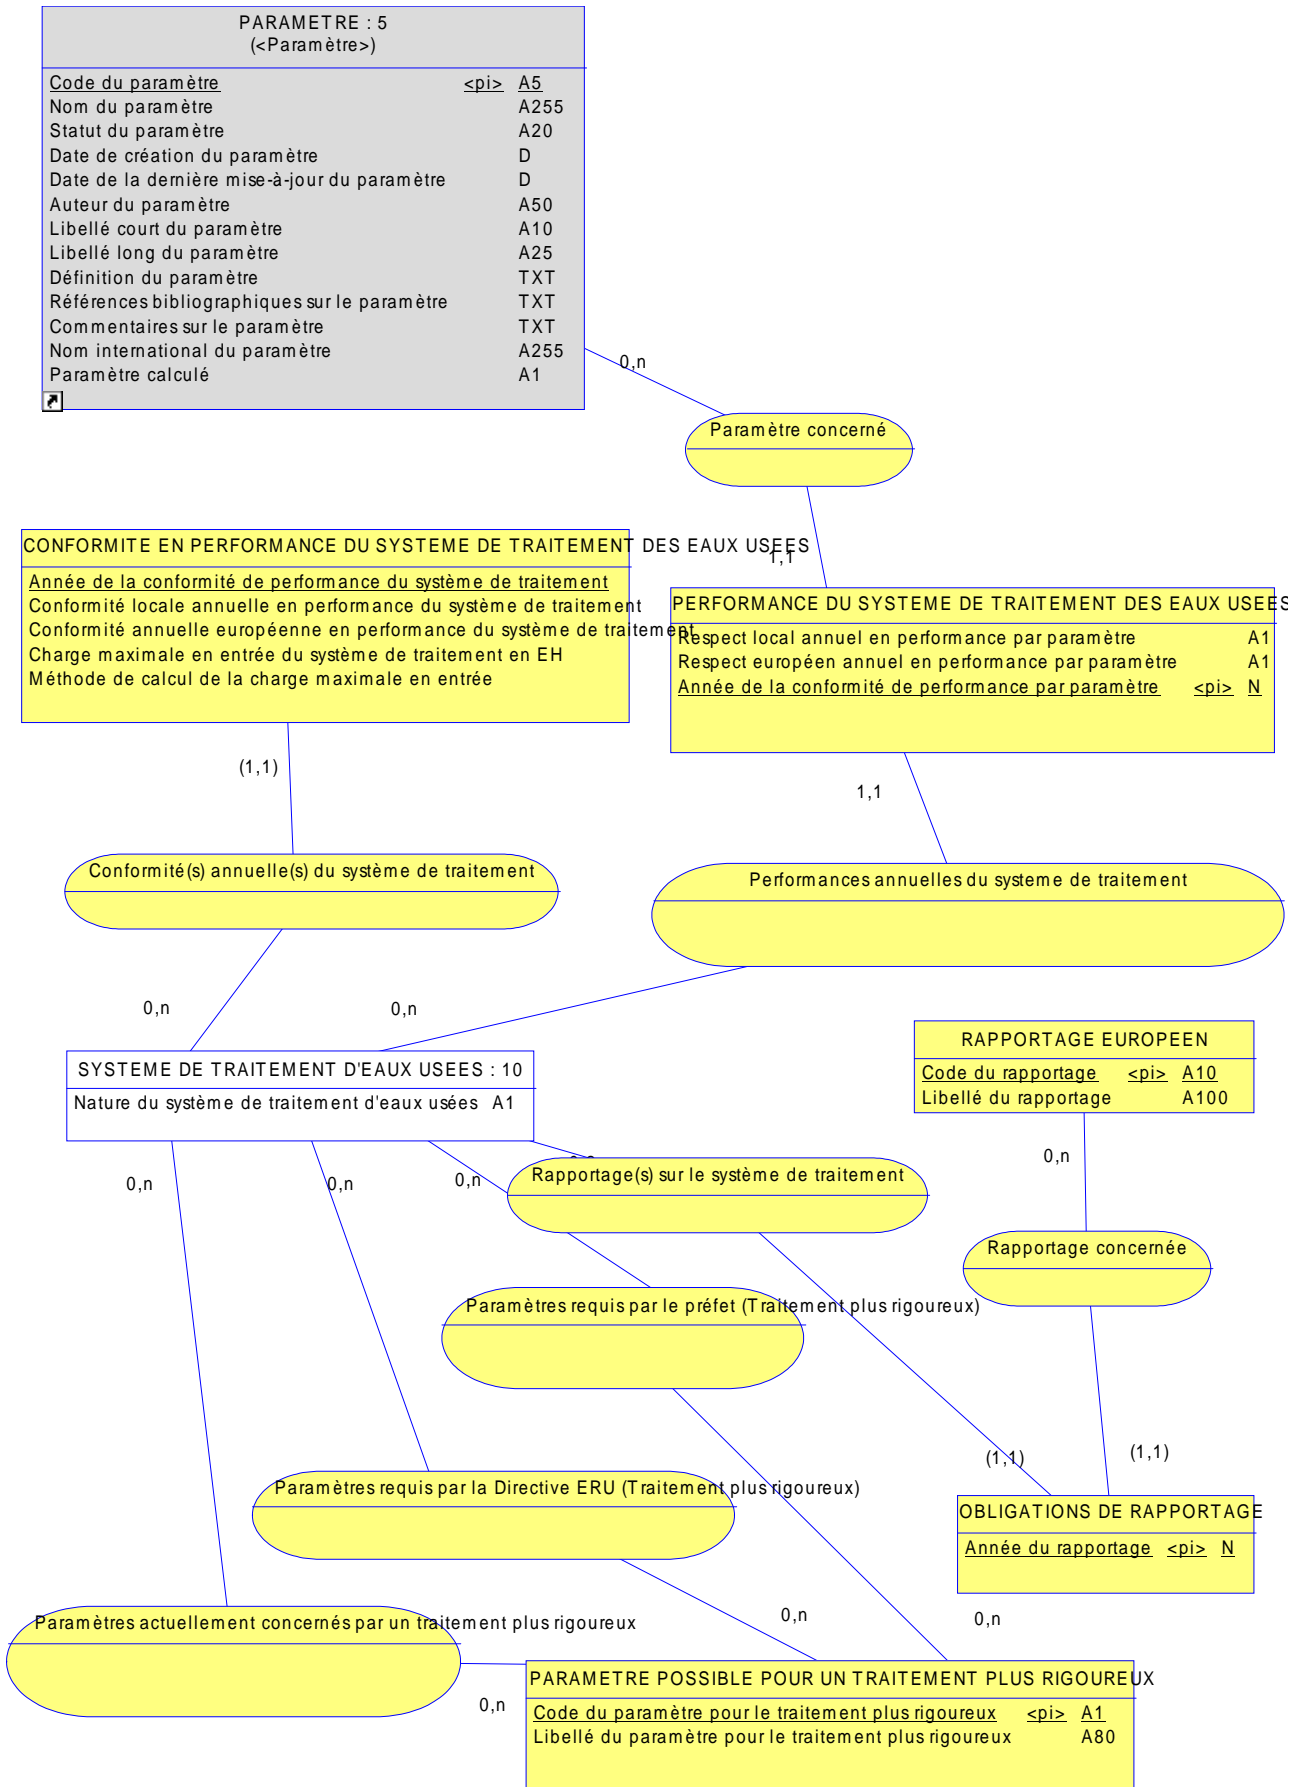 PARAMETRE : 5
(<Paramètre>)
Code du paramètre <pi> A5
Nom du paramètre A255
Statut du paramètre A20
Date de création du paramètre D
Date de la dernière mise-à-jour du paramètre D
Auteur du paramètre A50
Libellé court du paramètre A10
Libellé long du paramètre A25
Définition du paramètre TXT
Références bibliographiques sur le paramètre TXT
Commentaires sur le paramètre TXT
Nom international du paramètre A255
Paramètre calculé A1
0,n
Paramètre concerné
1,1
CONFORMITE EN PERFORMANCE DU SYSTEME DE TRAITEMENT DES EAUX USEES
Année de la conformité de performance du système de traitement
Conformité locale annuelle en performance du système de traitement
Conformité annuelle européenne en performance du système de traitement
Charge maximale en entrée du système de traitement en EH
Méthode de calcul de la charge maximale en entrée
PERFORMANCE DU SYSTEME DE TRAITEMENT DES EAUX USEES
Respect local annuel en performance par paramètre A1
Respect européen annuel en performance par paramètre A1
Année de la conformité de performance par paramètre <pi> N
(1,1)
1,1
Conformité(s) annuelle(s) du système de traitement
Performances annuelles du systeme de traitement
0,n
0,n
SYSTEME DE TRAITEMENT D'EAUX USEES : 10
Nature du système de traitement d'eaux usées A1
RAPPORTAGE EUROPEEN
Code du rapportage <pi> A10
Libellé du rapportage A100
0,n
0,n
0,n
0,n
Rapportage(s) sur le système de traitement
Rapportage concernée
Paramètres requis par le préfet (Traitement plus rigoureux)
(1,1)
(1,1)
Paramètres requis par la Directive ERU (Traitement plus rigoureux)
OBLIGATIONS DE RAPPORTAGE
Année du rapportage <pi> N
Paramètres actuellement concernés par un traitement plus rigoureux
0,n
0,n
0,n
PARAMETRE POSSIBLE POUR UN TRAITEMENT PLUS RIGOUREUX
Code du paramètre pour le traitement plus rigoureux <pi> A1
Libellé du paramètre pour le traitement plus rigoureux A80